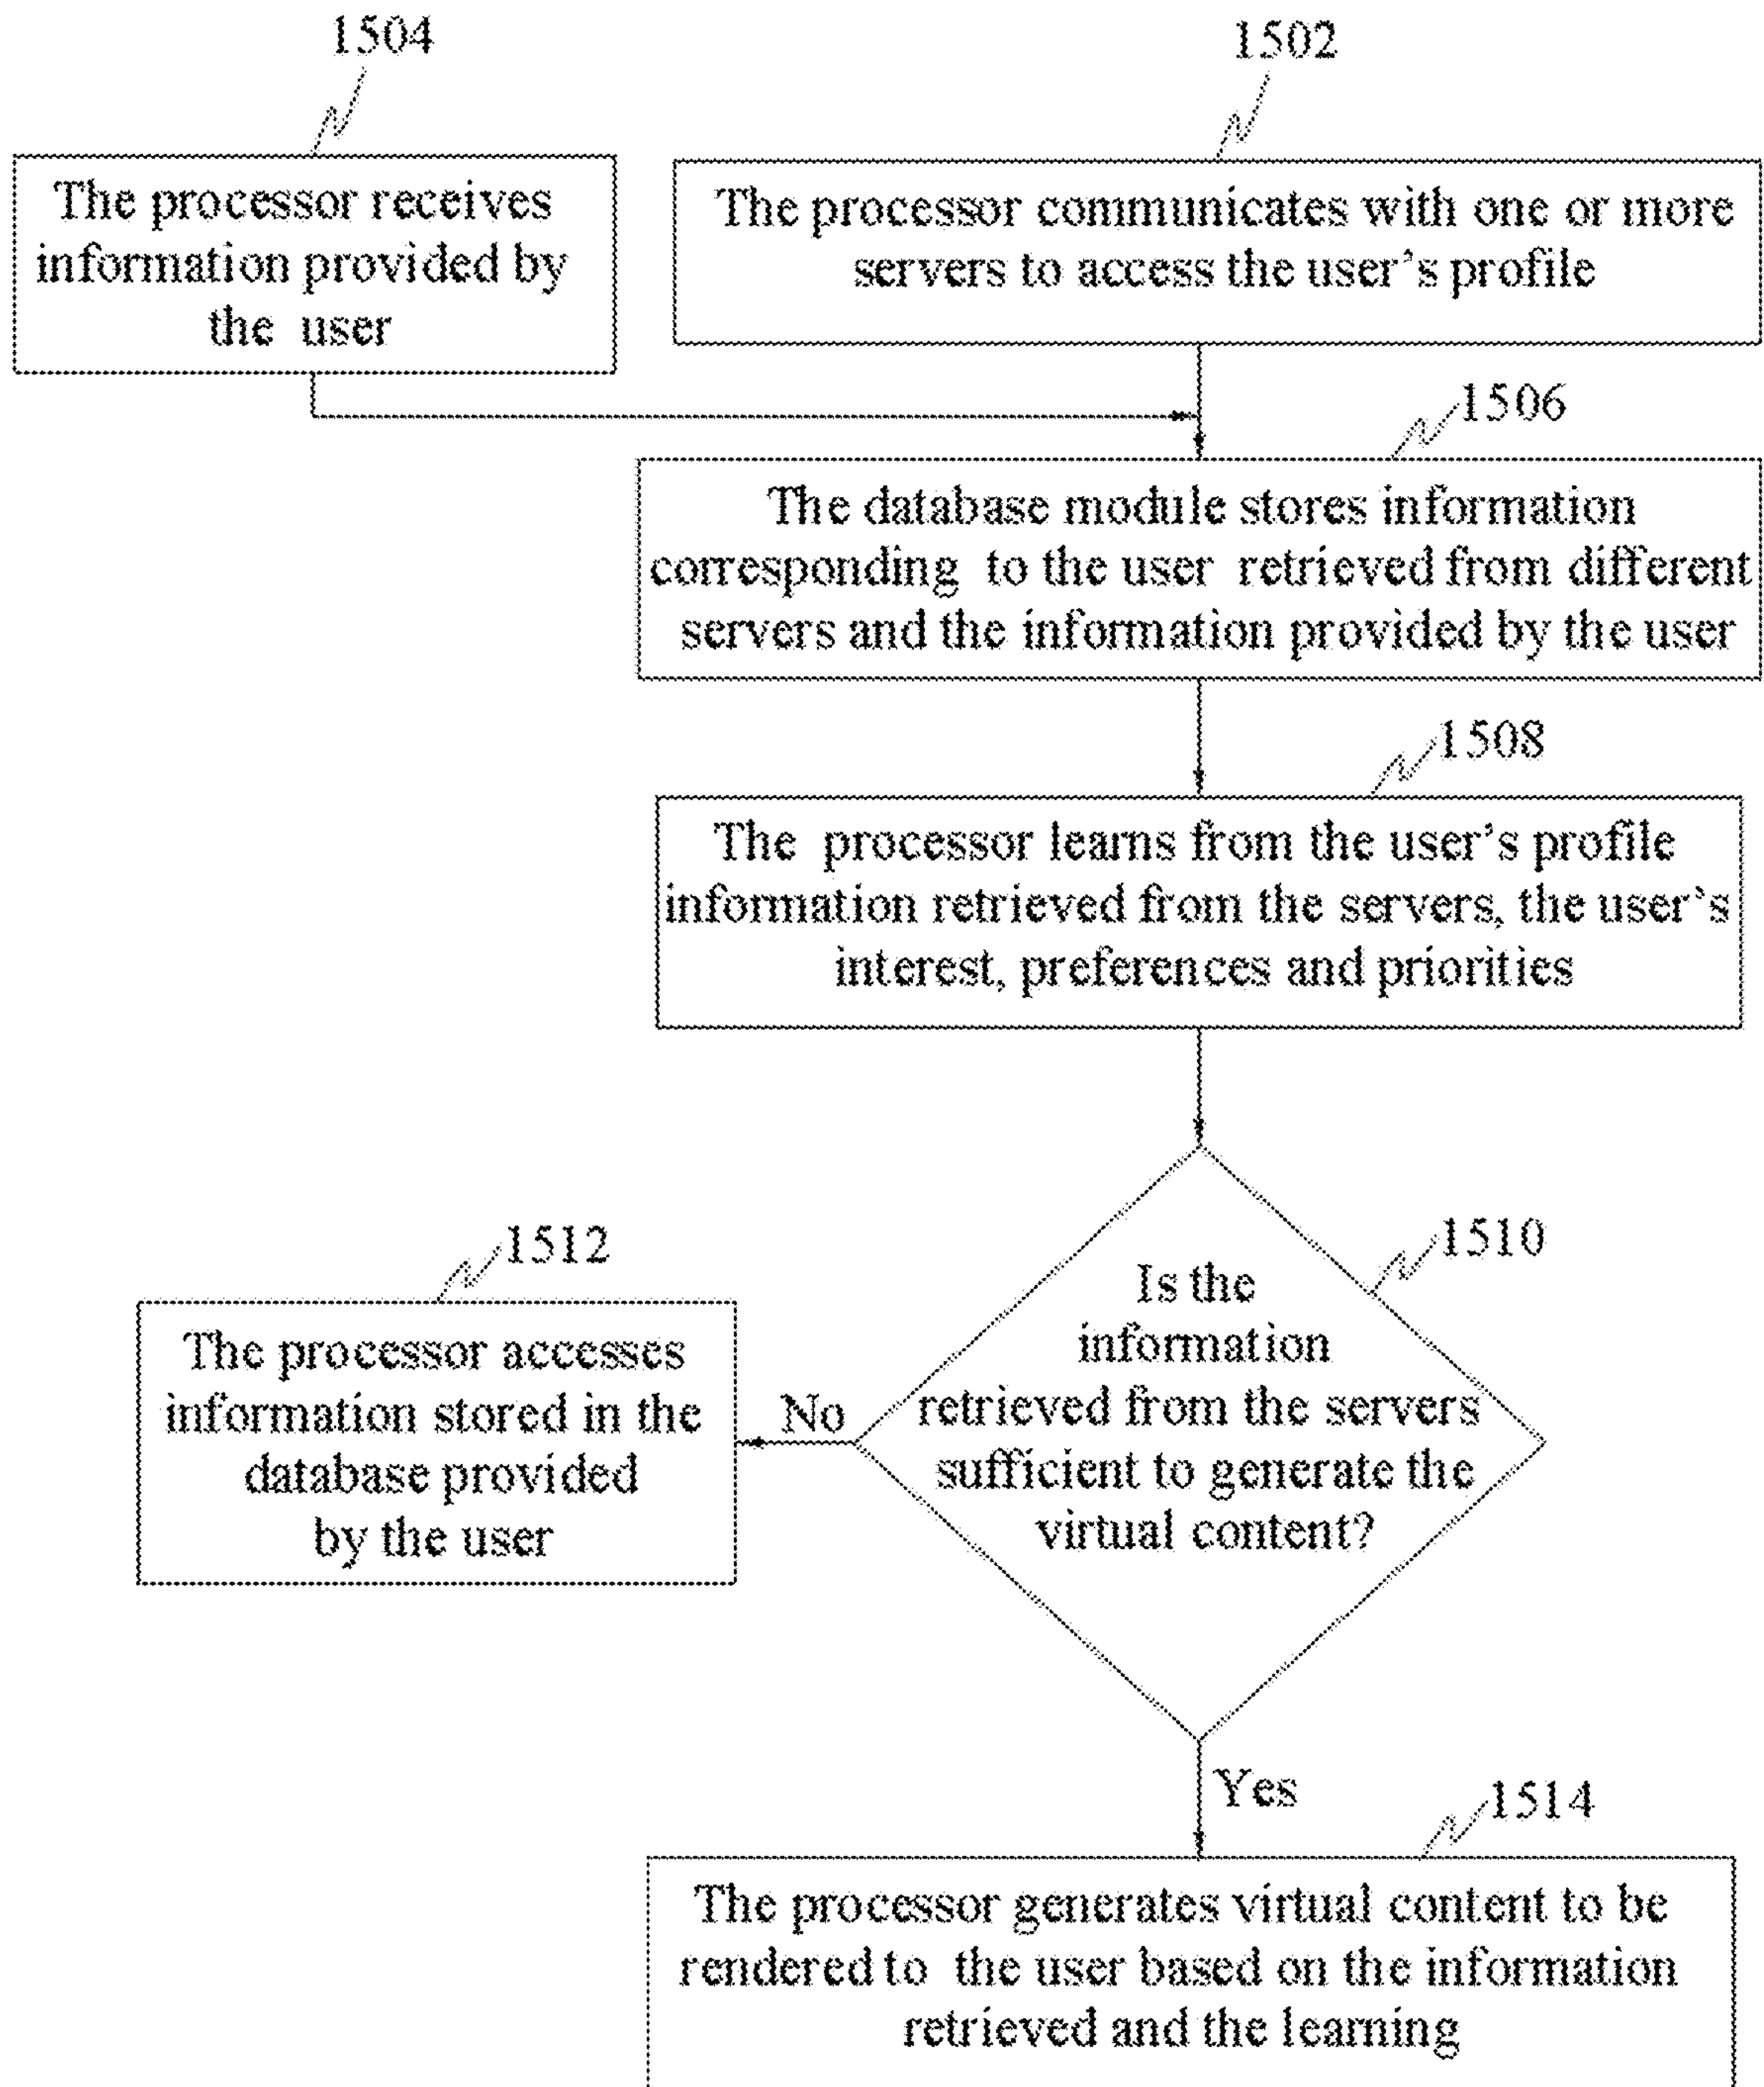 1504
1502
The processor receives
information provided by
the user
The processor communicates with one or more
servers to access the user’s profile
1506
The database module stores information
corresponding to the user retrieved from different
servers and the information provided by the user
1508
The processor learns from the user’s profile
information retrieved from the servers, the user’s
interest, preferences and priorities
1510
Is the
information
retrieved from the servers
sufficient to generate the
virtual content?
1512
The processor accesses
information stored in the
database provided
by the user
No
Yes
1514
The processor generates virtual content to be
rendered to the user based on the information
retrieved and the learning